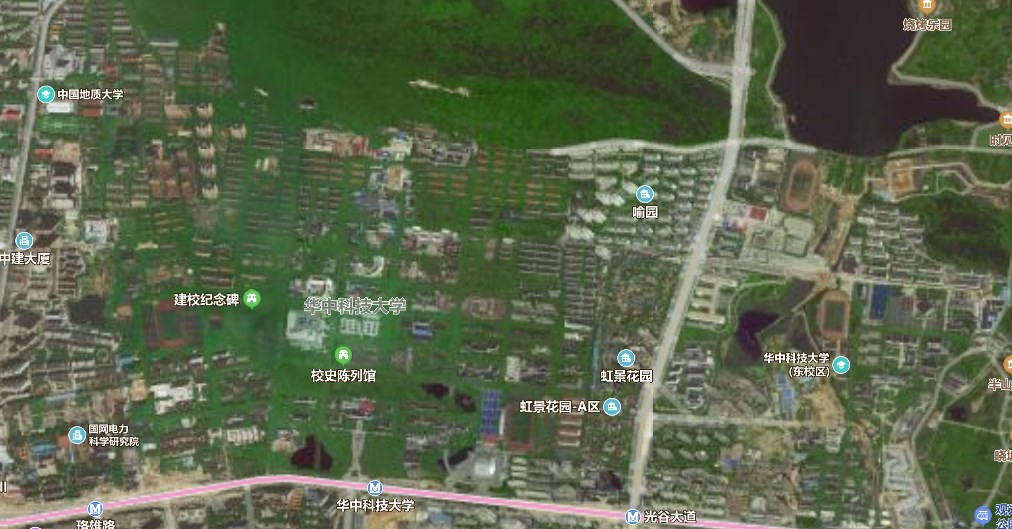 烧烤乐园
中国地质大学
喻园
中建大厦
建校纪念碑
华中科技大学
校史陈列馆
虹景花园
华中科技大学
(东校区)
虹景花园-A区
国网电力
科学研究院
华中科技大学
光谷大道
珞雄路